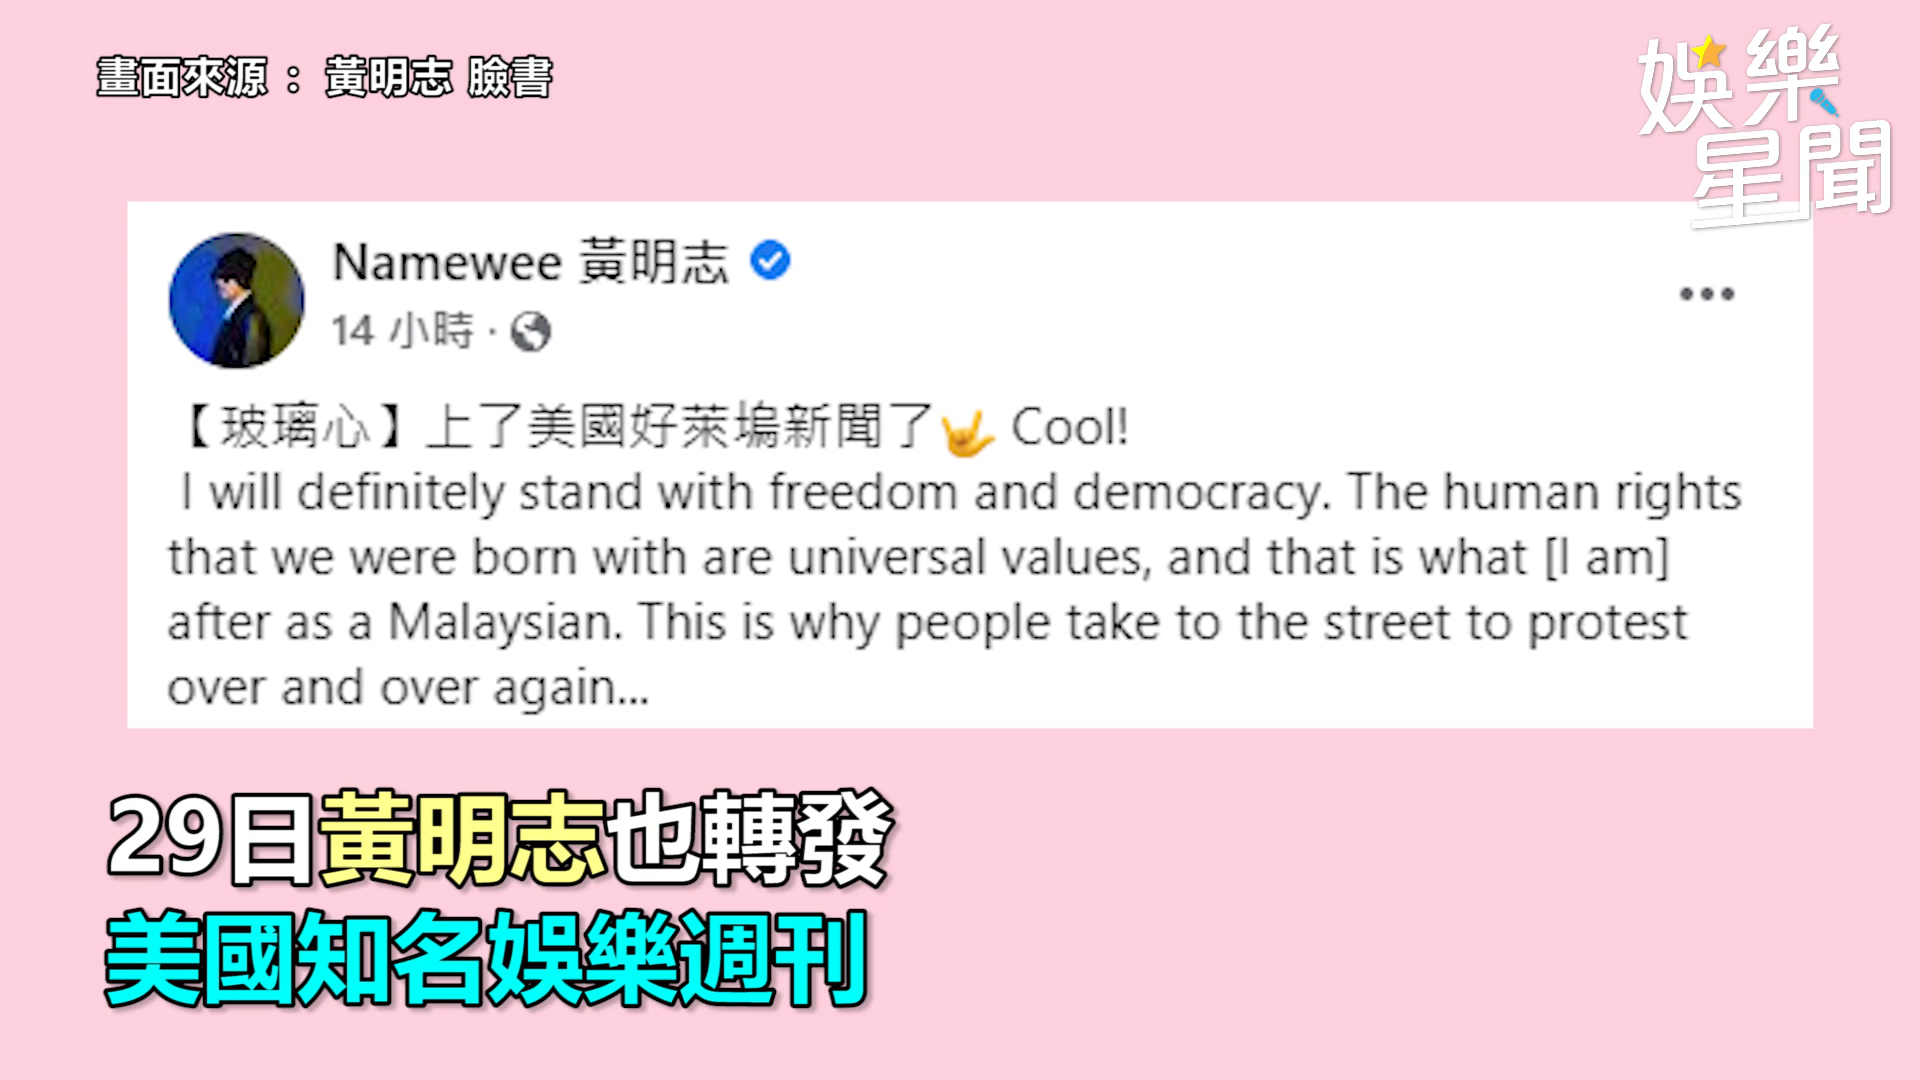 畫面來源 : 黃明志 臉書
娛樂
星聞
Namewee 黃明志
14 小時 ·
【玻璃心】上了美國好萊塢新聞了🤟 Cool!
I will definitely stand with freedom and democracy. The human rights
that we were born with are universal values, and that is what [I am]
after as a Malaysian. This is why people take to the street to protest
over and over again...
29日黃明志也轉發
美國知名娛樂週刊